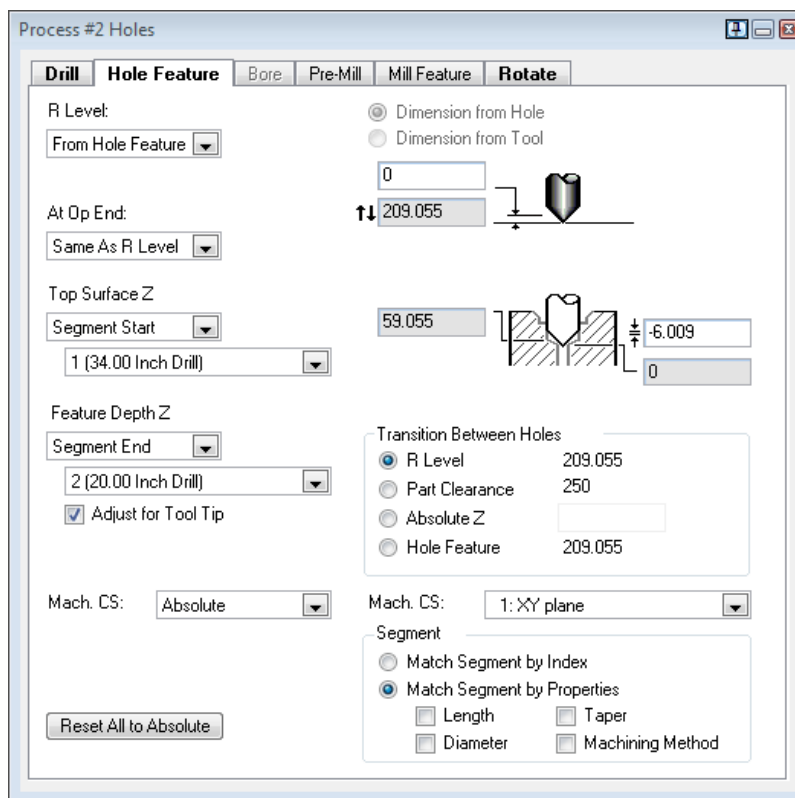 Process #2 Holes
Drill Hole Feature Bore Pre-Mill Mill Feature Rotate
R Level:
From Hole Feature
Dimension from Hole
Dimension from Tool
0
At Op End:
209.055
Same As R Level
Top Surface Z
Segment Start
59.055
-6.009
1 (34.00 Inch Drill)
0
Feature Depth Z
Segment End
2 (20.00 Inch Drill)
Adjust for Tool Tip
Transition Between Holes
R Level 209.055
Part Clearance 250
Absolute Z
Hole Feature 209.055
Mach. CS: Absolute
Mach. CS: 1: XY plane
Segment
Match Segment by Index
Match Segment by Properties
Length Taper
Diameter Machining Method
Reset All to Absolute